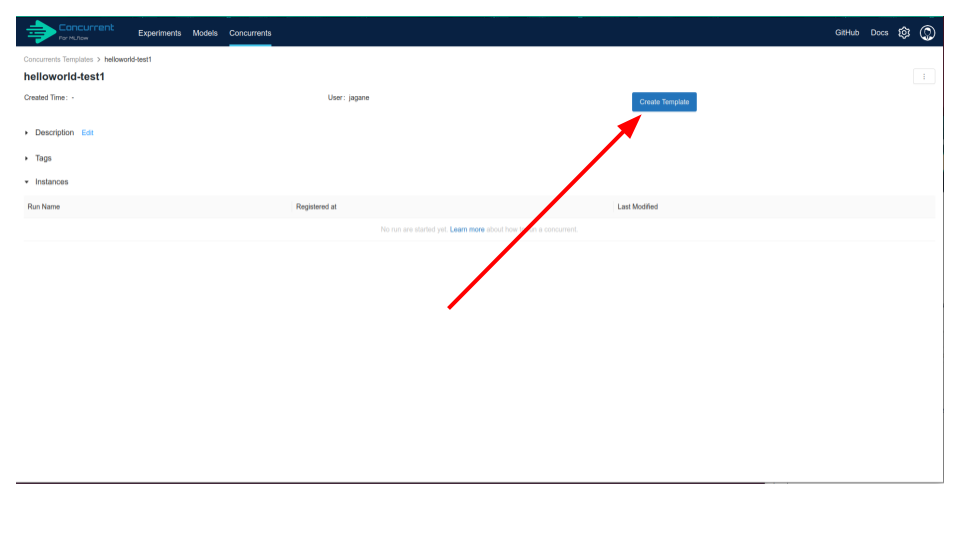 Concurrent
For MLflow
Experiments Models Concurrents
GitHub Docs
Concurrents Templates > helloworld-test1
helloworld-test1
Created Time: - User: jagane
Create Template
Description Edit
Tags
Instances
Run Name Registered at Last Modified
No run are started yet. Learn more about how to run a concurrent.